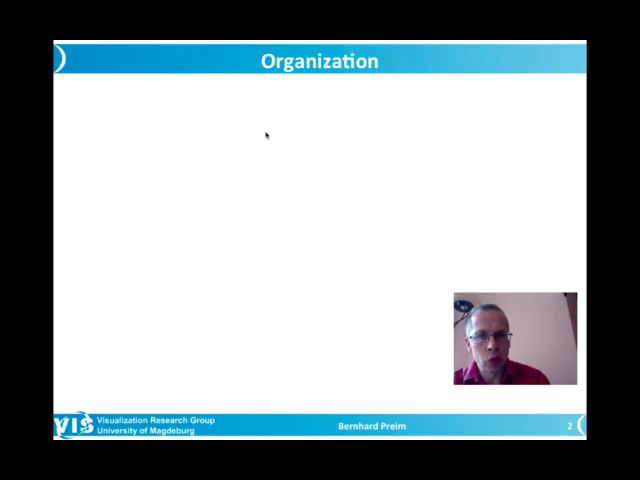 Organization
VIS
Visualization Research Group
University of Magdeburg
Bernhard Preim
2